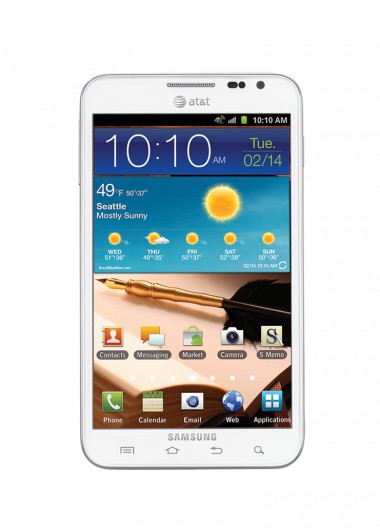 at&t
10:10 AM
10:10 AM
Tue.
02/14
49°F 50°37°
Seattle
Mostly Sunny
WED THU FRI SAT SUN
51°|36° 49°|35° 50°|37° 52°|38° 50°|36°
AccuWeather.com 02/14 10:10 AM
Contacts Messaging Market Camera S Memo
Phone Calendar Email Web Applications
SAMSUNG